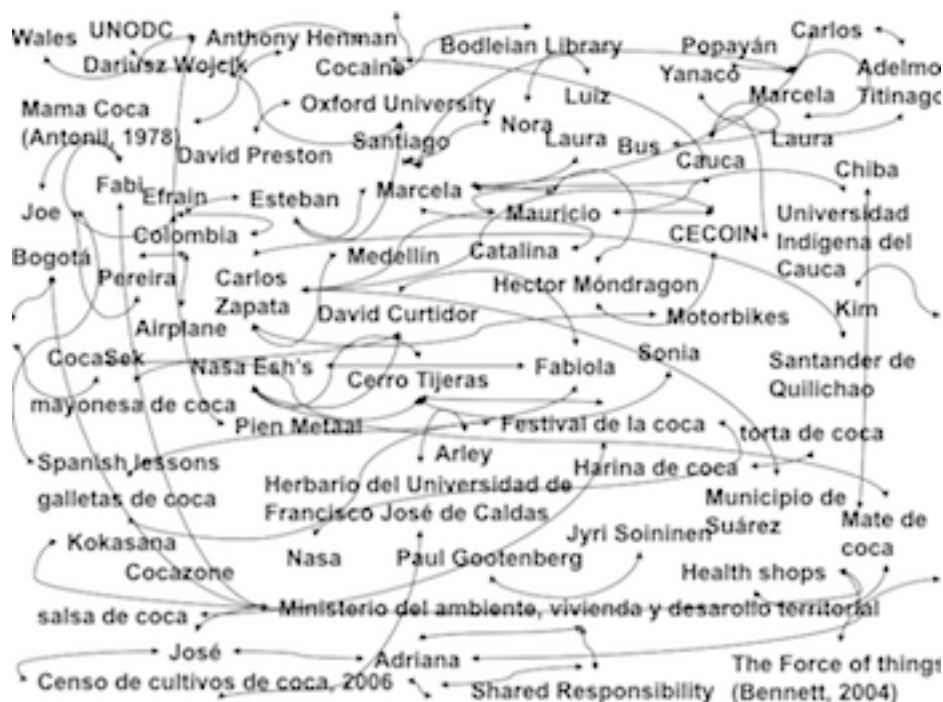 Wales
UNODC
Anthony Henman
Bodleian Library
Popayán
Carlos
Dariusz Wojcik
Cocaine
Yanacó
Adelmo
Titinago
Mama Coca
(Antonil, 1978)
Oxford University
Luiz
Marcela
Santiago
Nora
Laura
Bus
Laura
David Preston
Cauca
Chiba
Fabi
Efrain
Esteban
Marcela
Mauricio
Joe
Colombia
CECOIN
Universidad
Indígena del
Cauca
Bogotá
Pereira
Carlos
Zapata
Medellín
Catalina
Hector Móndragon
Kim
Airplane
David Curtidor
Motorbikes
CocaSek
Nasa Esh's
Cerro Tijeras
Fabiola
Sonia
Santander de
Quilichao
mayonesa de coca
Pien Metaal
Festival de la coca
torta de coca
Spanish lessons
Arley
Harina de coca
galletas de coca
Herbario del Universidad de
Francisco José de Caldas
Municipio de
Suárez
Mate de
coca
Kokasana
Nasa
Paul Gootenberg
Jyri Soininen
Cocazone
Health shops
salsa de coca
Ministerio del ambiente, vivienda y desarollo territorial
José
Adriana
The Force of things
(Bennett, 2004)
Censo de cultivos de coca, 2006
Shared Responsibility